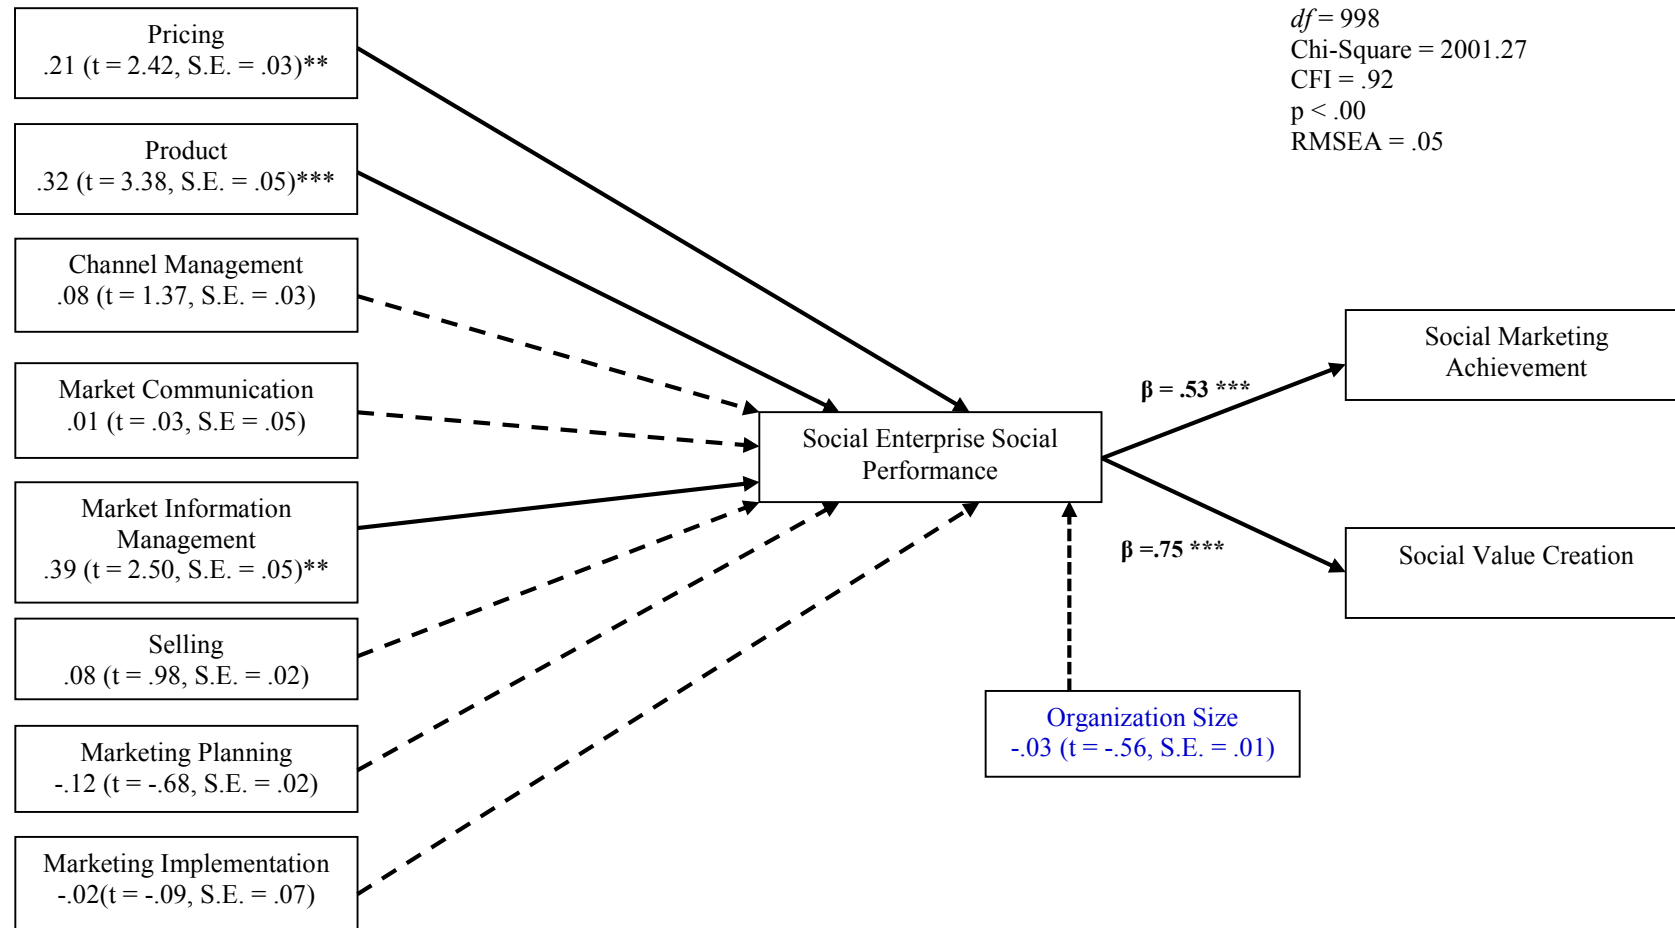 Pricing
.21 (t = 2.42, S.E. = .03)**
Product
.32 (t = 3.38, S.E. = .05)***
Channel Management
.08 (t = 1.37, S.E. = .03)
Market Communication
.01 (t = .03, S.E = .05)
Market Information
Management
.39 (t = 2.50, S.E. = .05)**
Selling
.08 (t = .98, S.E. = .02)
Marketing Planning
-.12 (t = -.68, S.E. = .02)
Marketing Implementation
-.02(t = -.09, S.E. = .07)
Social Enterprise Social
Performance
Organization Size
-.03 (t = -.56, S.E. = .01)
β = .53 ***
β =.75 ***
Social Marketing
Achievement
Social Value Creation
df = 998
Chi-Square = 2001.27
CFI = .92
p < .00
RMSEA = .05